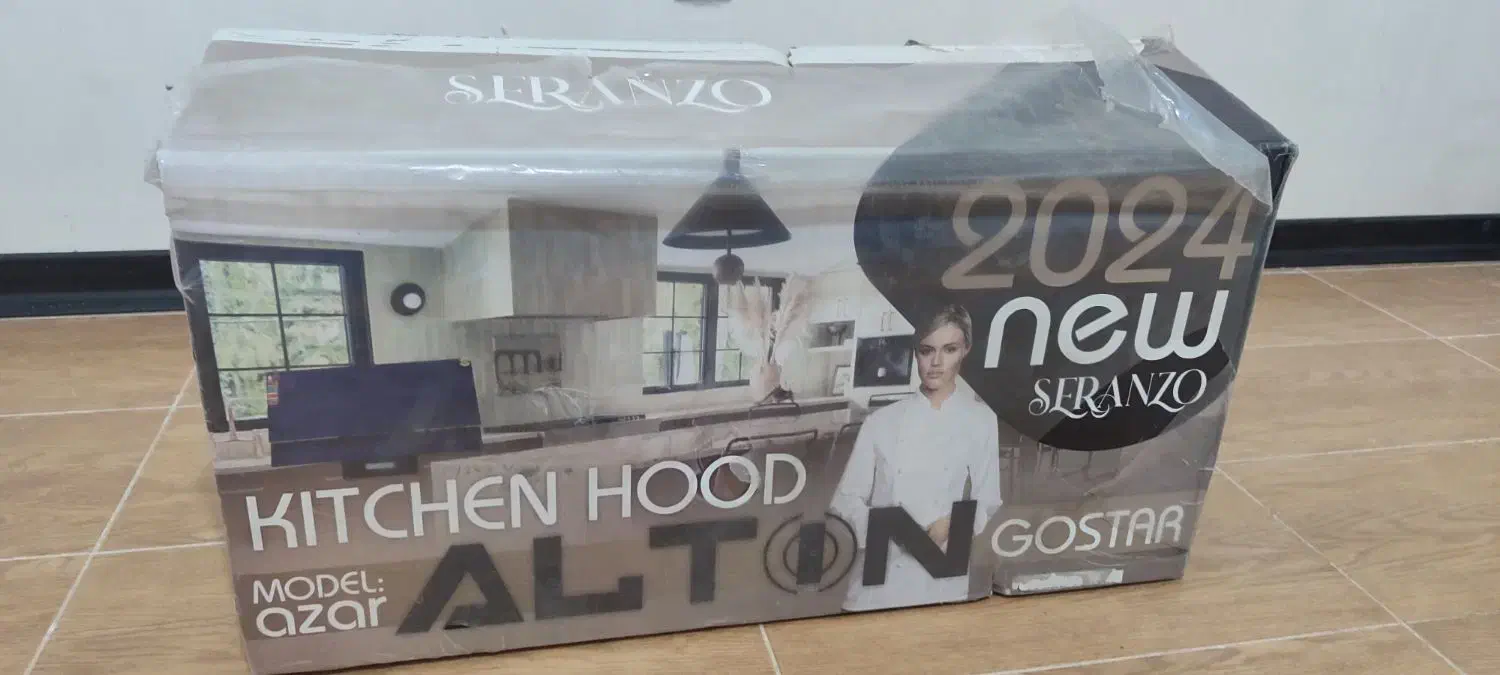 SERANZO
2024
new
SERANZO
KITCHEN HOOD
ALTON GOSTAR
MODEL:
azar